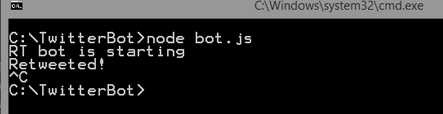 C:\Windows\system32\cmd.exe
C:\TwitterBot>node bot.js
RT bot is starting
Retweeted!
^C
C:\TwitterBot>